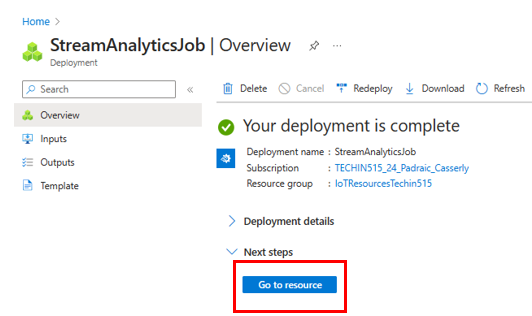 Home >
StreamAnalyticsJob | Overview ...
Deployment
Search «
Overview
Inputs
Outputs
Template
Delete Cancel Redeploy Download Refresh
Your deployment is complete
Deployment name : StreamAnalyticsJob
Subscription : TECHIN515_24_Padraic_Casserly
Resource group : IoTResourcesTechin515
Deployment details
Next steps
Go to resource